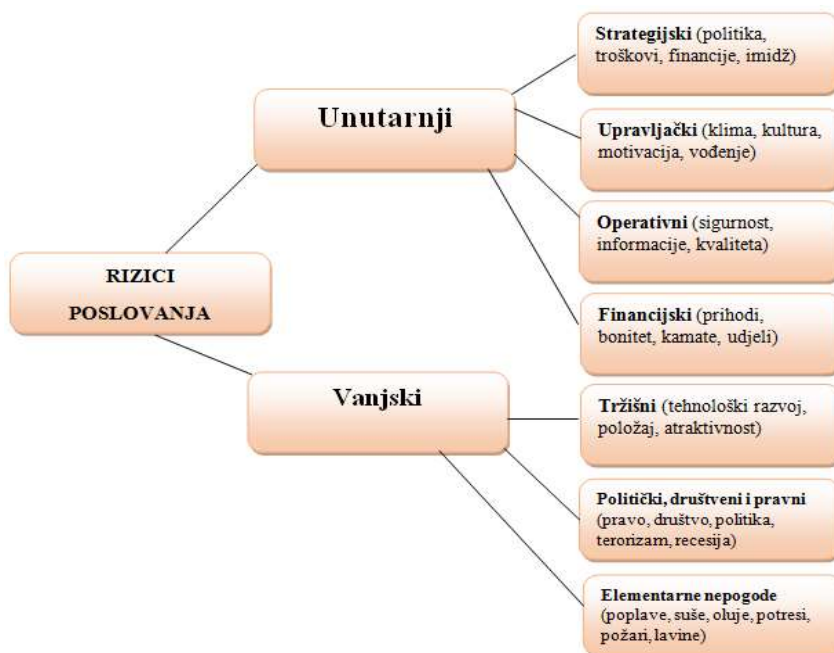 Strategijski (politika,
troškovi, financije, imidž)
Unutarnji
Upravljački (klima, kultura,
motivacija, vođenje)
Operativni (sigurnost,
informacije, kvaliteta)
RIZICI
POSLOVANJA
Financijski (prihodi,
bonitet, kamate, udjeli)
Vanjski
Tržišni (tehnološki razvoj,
položaj, atraktivnost)
Politički, društveni i pravni
(pravo, društvo, politika,
terorizam, recesija)
Elementarne nepogode
(poplave, suše, oluje, potresi,
požari, lavine)